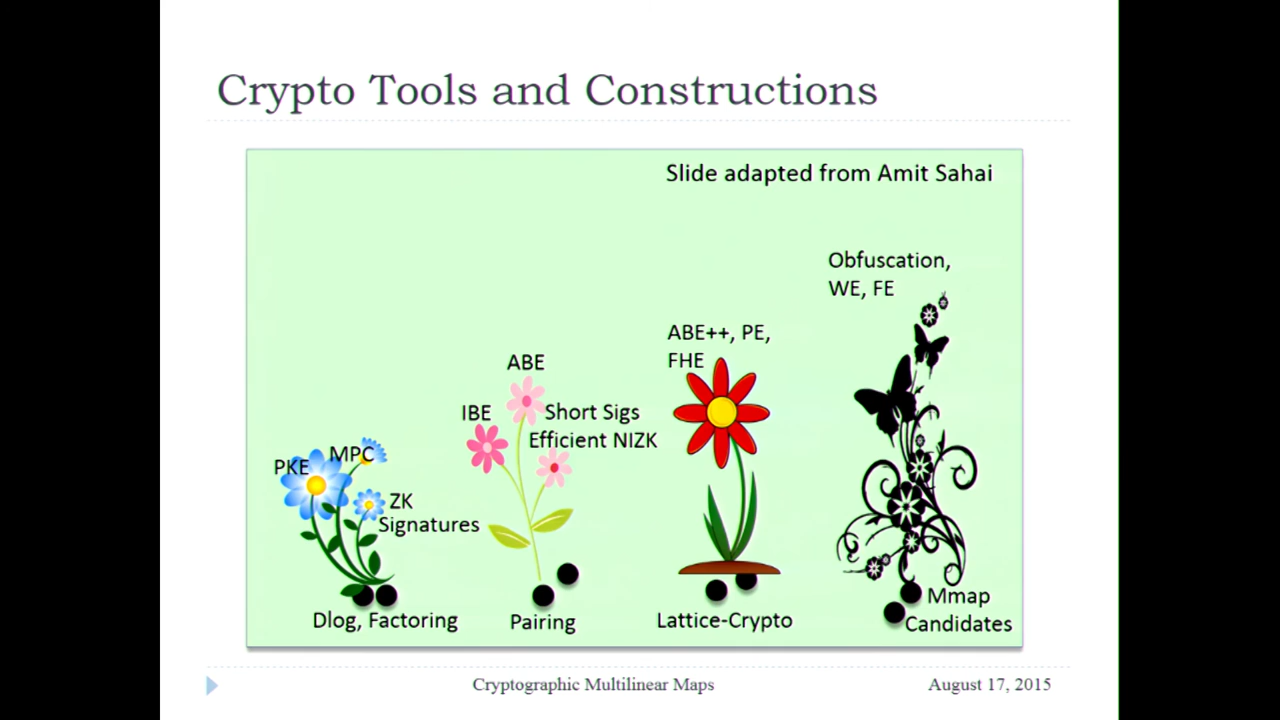 Crypto Tools and Constructions
Slide adapted from Amit Sahai
Obfuscation,
WE, FE
ABE++, PE,
FHE
ABE
IBE
Short Sigs
Efficient NIZK
PKE
MPC
ZK
Signatures
Dlog, Factoring
Pairing
Lattice-Crypto
Mmap
Candidates
Cryptographic Multilinear Maps
August 17, 2015